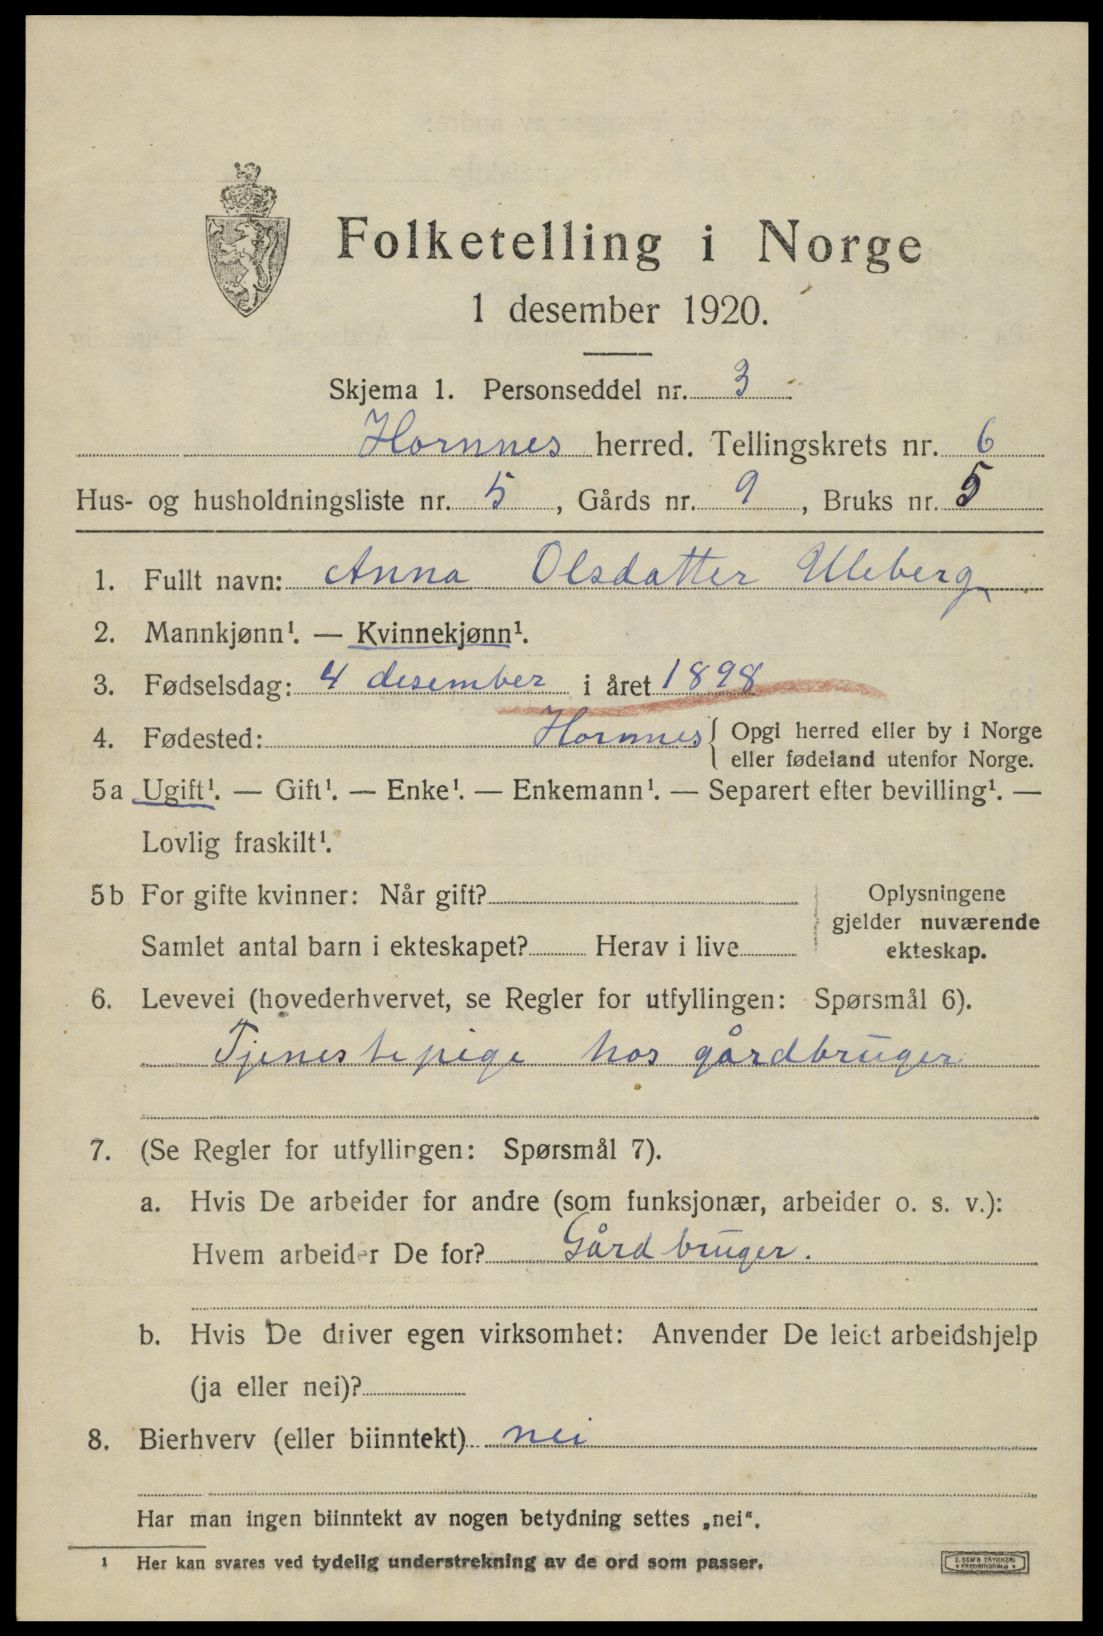 Folketelling i Norge
1 desember 1920.
Skjema 1. Personseddel nr. 3
Hornnes herred. Tellingskrets nr. 6
Hus- og husholdningsliste nr. 5, Gårds nr. 9, Bruks nr. 5
1. Fullt navn: Anna Olsdatter Uleberg
2. Mannkjønn¹. — Kvinnekjønn¹.
3. Fødselsdag: 4 desember i året 1898
4. Fødested: Hornnes { Opgi herred eller by i Norge
eller fødeland utenfor Norge.
5a Ugift¹. — Gift¹. — Enke¹. — Enkemann¹. — Separert efter bevilling¹. —
Lovlig fraskilt¹.
5b For gifte kvinner: Når gift?
Samlet antal barn i ekteskapet? Herav i live
Oplysningene
gjelder nuværende
ekteskap.
6. Levevei (hovederhvervet, se Regler for utfyllingen: Spørsmål 6).
Tjenestepige hos gårdbruger
7. (Se Regler for utfyllingen: Spørsmål 7).
a. Hvis De arbeider for andre (som funksjonær, arbeider o. s. v.):
Hvem arbeider De for? Gårdbruger.
b. Hvis De driver egen virksomhet: Anvender De leiet arbeidshjelp
(ja eller nei)?
8. Bierhverv (eller biinntekt) nei
Har man ingen biinntekt av nogen betydning settes „nei“.
¹ Her kan svares ved tydelig understrekning av de ord som passer.
E. SEM'S TRYKKERI
FREDRIKSHALD